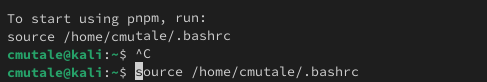 To start using pnpm, run:
source /home/cmutale/.bashrc
cmutale@kali:~$ ^C
cmutale@kali:~$ source /home/cmutale/.bashrc